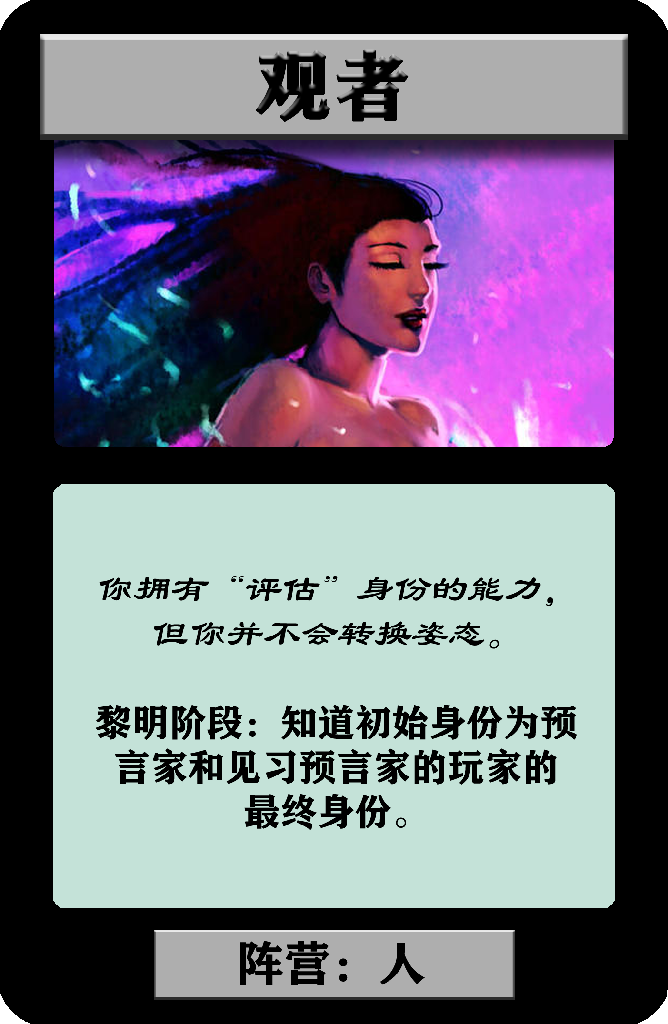 观者
你拥有“评估”身份的能力，
但你并不会转换姿态。
黎明阶段：知道初始身份为预
言家和见习预言家的玩家的
最终身份。
阵营：人